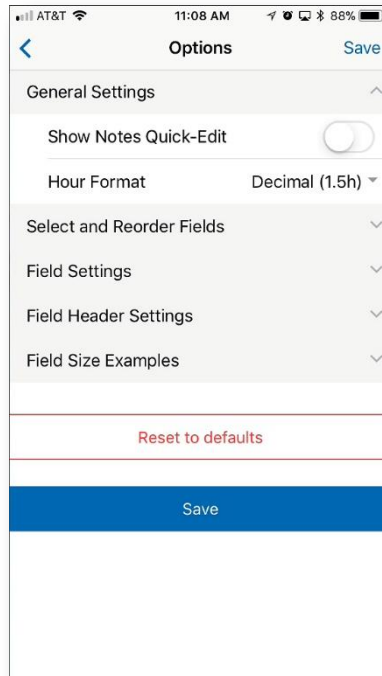 AT&T 11:08 AM 88%
Options Save
General Settings
Show Notes Quick-Edit
Hour Format Decimal (1.5h)
Select and Reorder Fields
Field Settings
Field Header Settings
Field Size Examples
Reset to defaults
Save